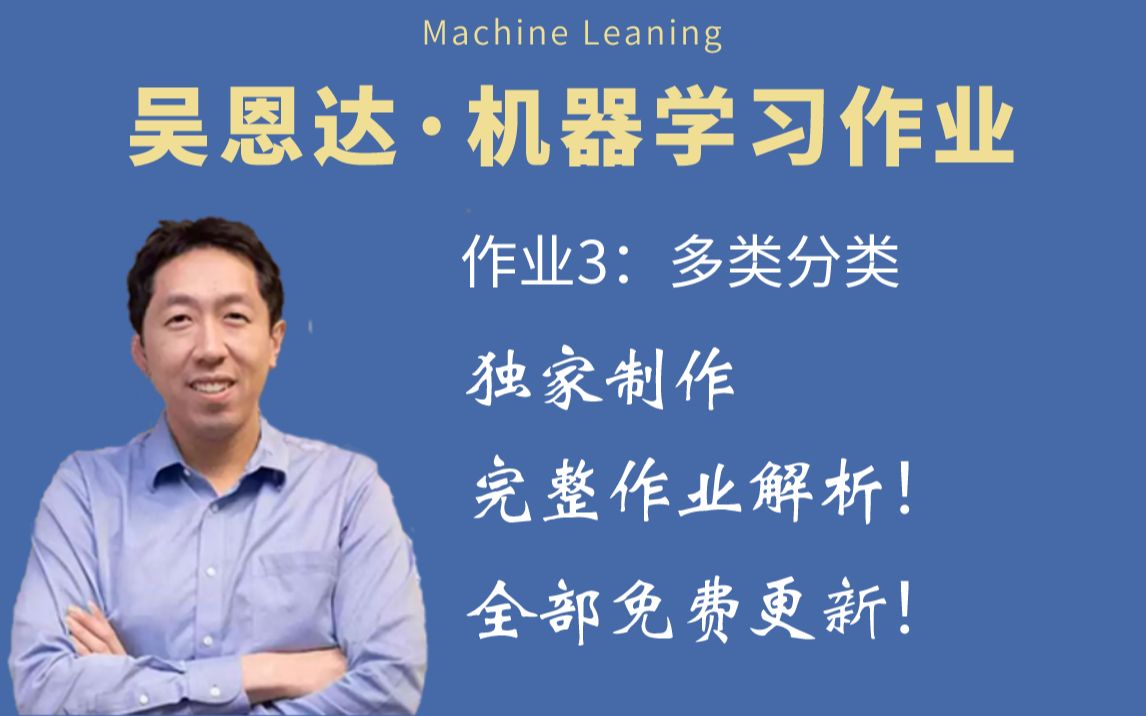 Machine Leaning
吴恩达·机器学习作业
作业3：多类分类
独家制作
完整作业解析！
全部免费更新！